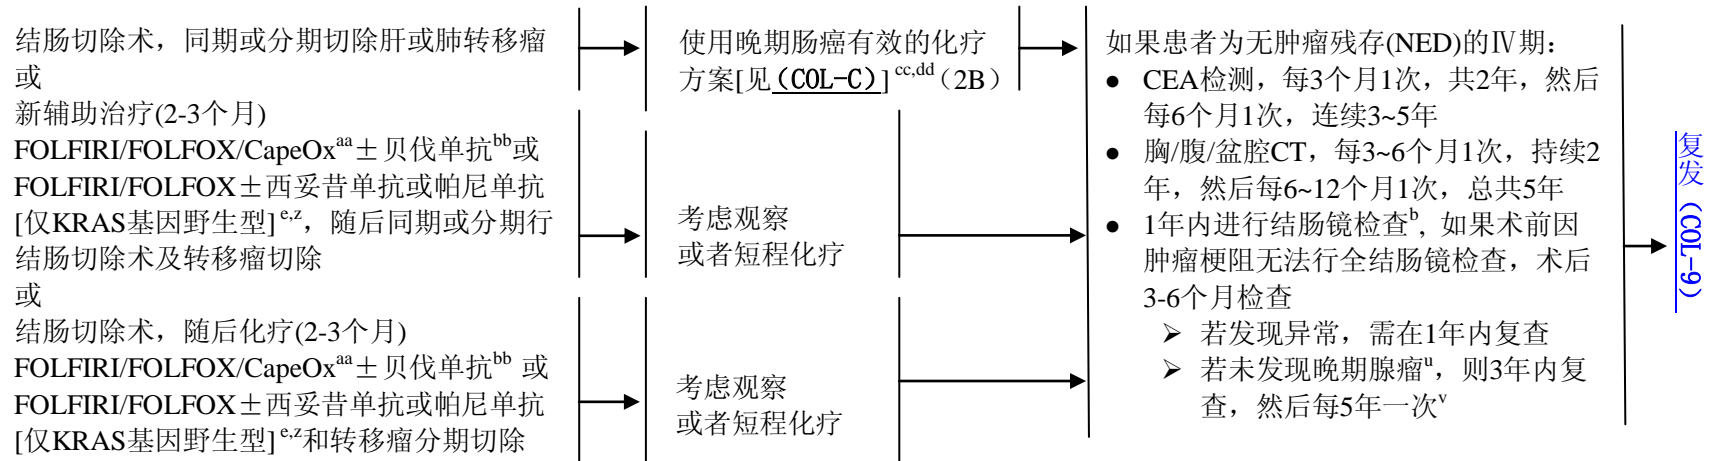 结肠切除术，同期或分期切除肝或肺转移瘤
或
新辅助治疗(2-3个月)
FOLFIRI/FOLFOX/CapeOxaa±贝伐单抗bb或
FOLFIRI/FOLFOX±西妥昔单抗或帕尼单抗
[仅KRAS基因野生型]e,z，随后同期或分期行
结肠切除术及转移瘤切除
或
结肠切除术，随后化疗(2-3个月)
FOLFIRI/FOLFOX/CapeOxaa±贝伐单抗bb 或
FOLFIRI/FOLFOX±西妥昔单抗或帕尼单抗
[仅KRAS基因野生型]e,z和转移瘤分期切除
使用晚期肠癌有效的化疗
方案[见(COL-C)]cc,dd（2B）
考虑观察
或者短程化疗
考虑观察
或者短程化疗
如果患者为无肿瘤残存(NED)的Ⅳ期：
● CEA检测，每3个月1次，共2年，然后
每6个月1次，连续3~5年
● 胸/腹/盆腔CT，每3~6个月1次，持续2
年，然后每6~12个月1次，总共5年
● 1年内进行结肠镜检查b, 如果术前因
肿瘤梗阻无法行全结肠镜检查，术后
3-6个月检查
➢ 若发现异常，需在1年内复查
➢ 若未发现晚期腺瘤u，则3年内复
查，然后每5年一次v
复发（COL-9）